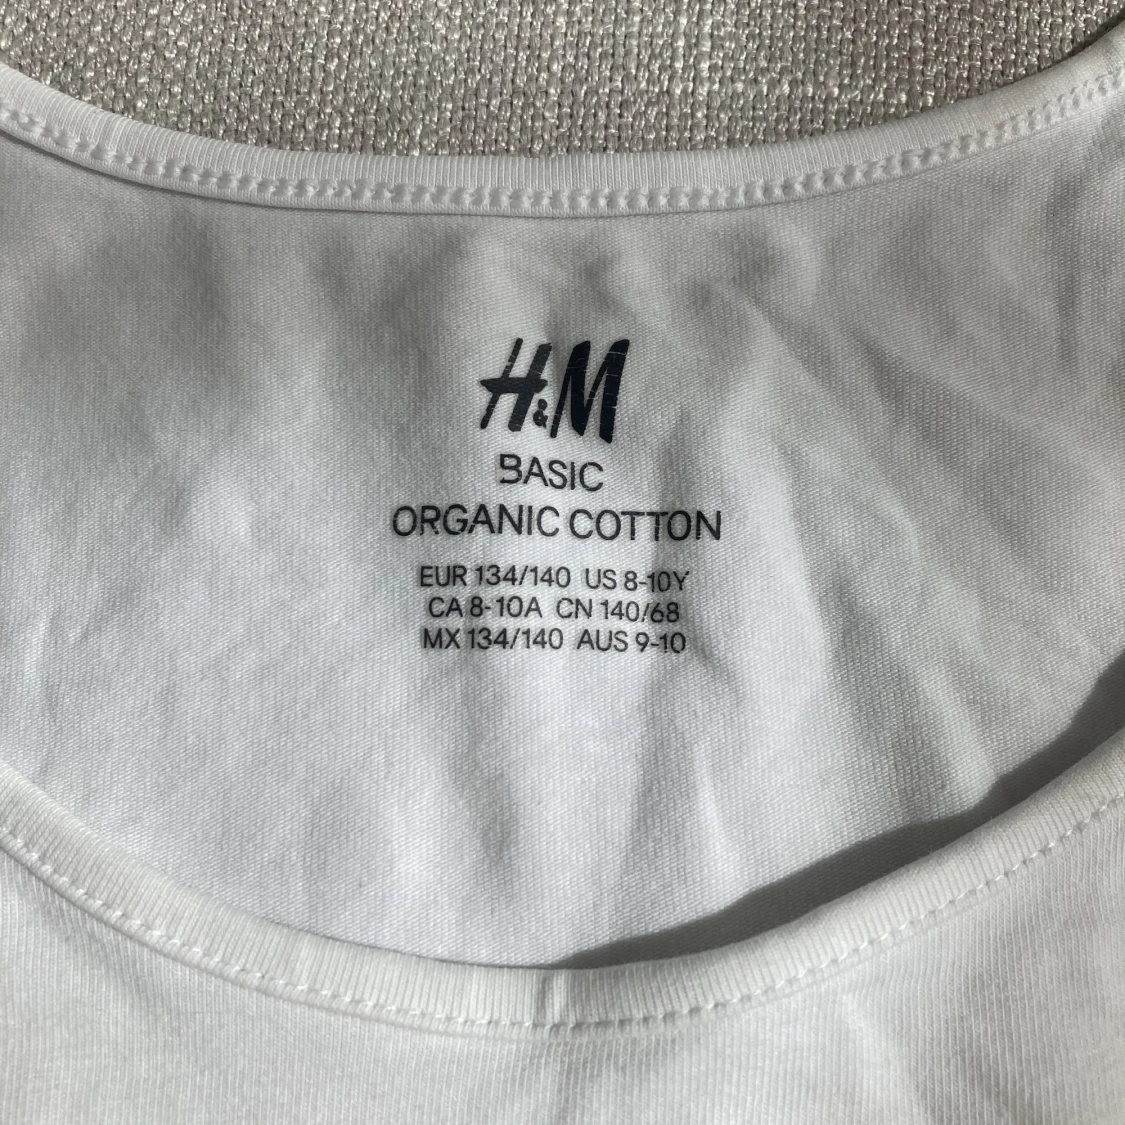 H&M
BASIC
ORGANIC COTTON
EUR 134/140 US 8-10Y
CA 8-10A CN 140/68
MX 134/140 AUS 9-10